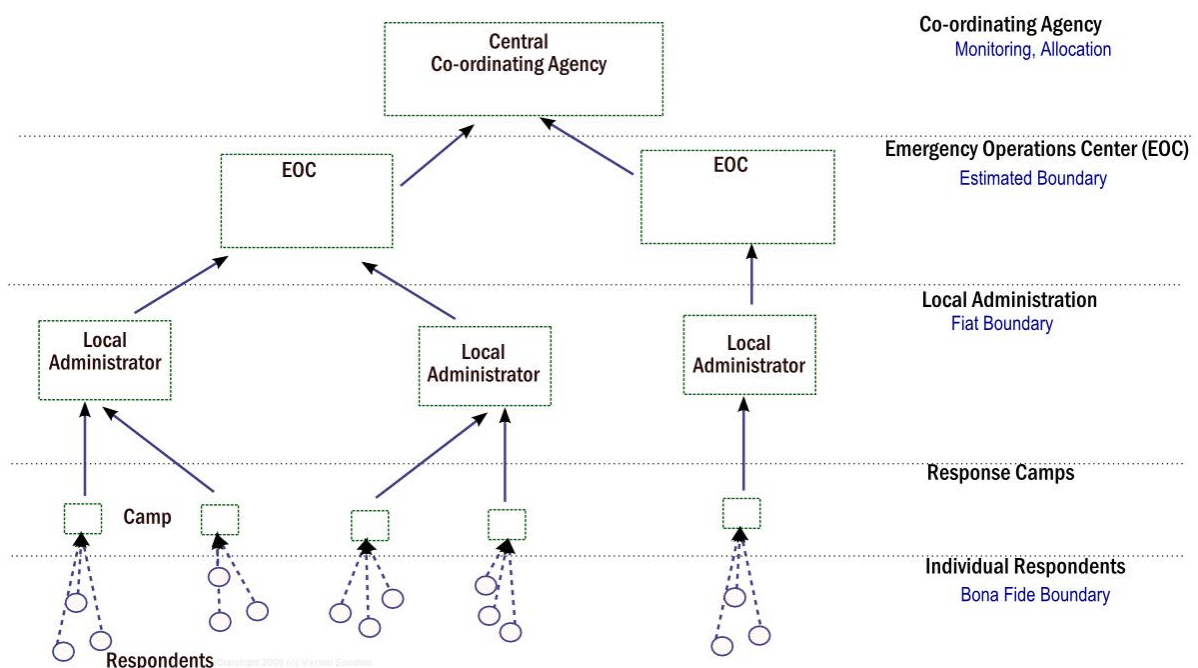 Central
Co-ordinating Agency
Co-ordinating Agency
Monitoring, Allocation
EOC
EOC
Emergency Operations Center (EOC)
Estimated Boundary
Local
Administrator
Local
Administrator
Local
Administrator
Local Administration
Fiat Boundary
Camp
Response Camps
Individual Respondents
Bona Fide Boundary
Respondents